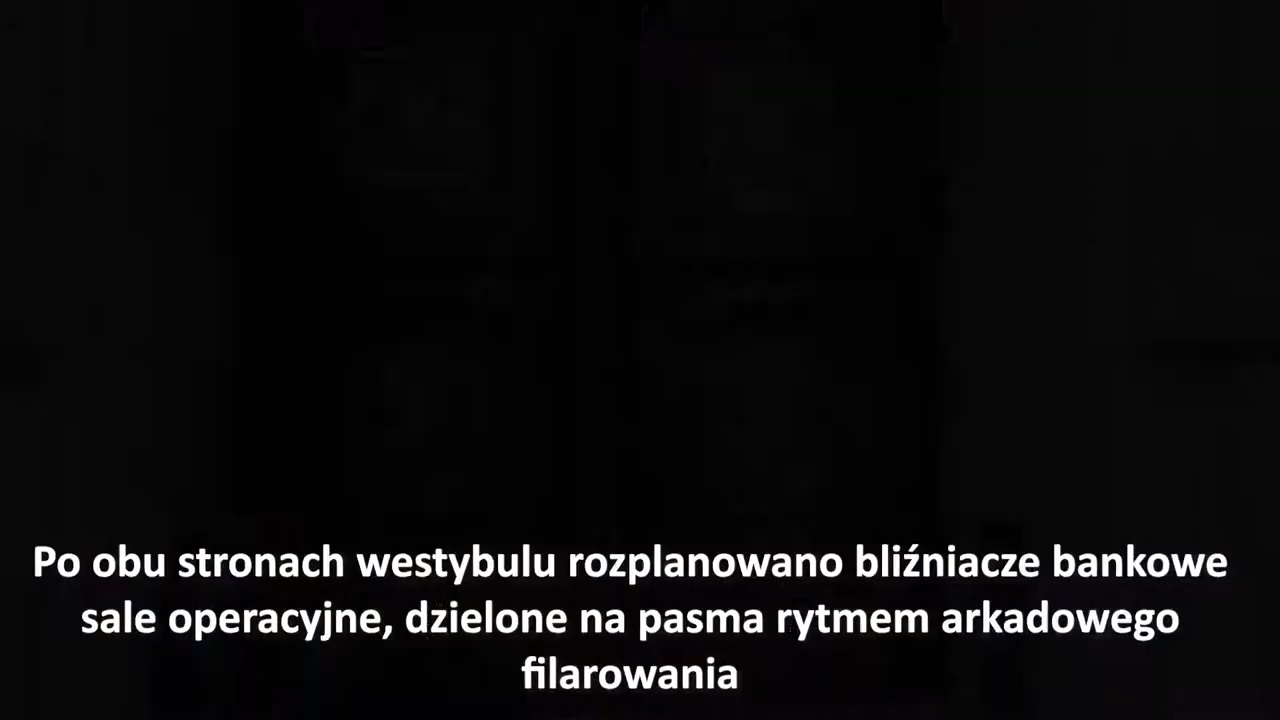 Po obu stronach westybulu rozplanowano bliźniacze bankowe
sale operacyjne, dzielone na pasma rytmem arkadowego
filarowania